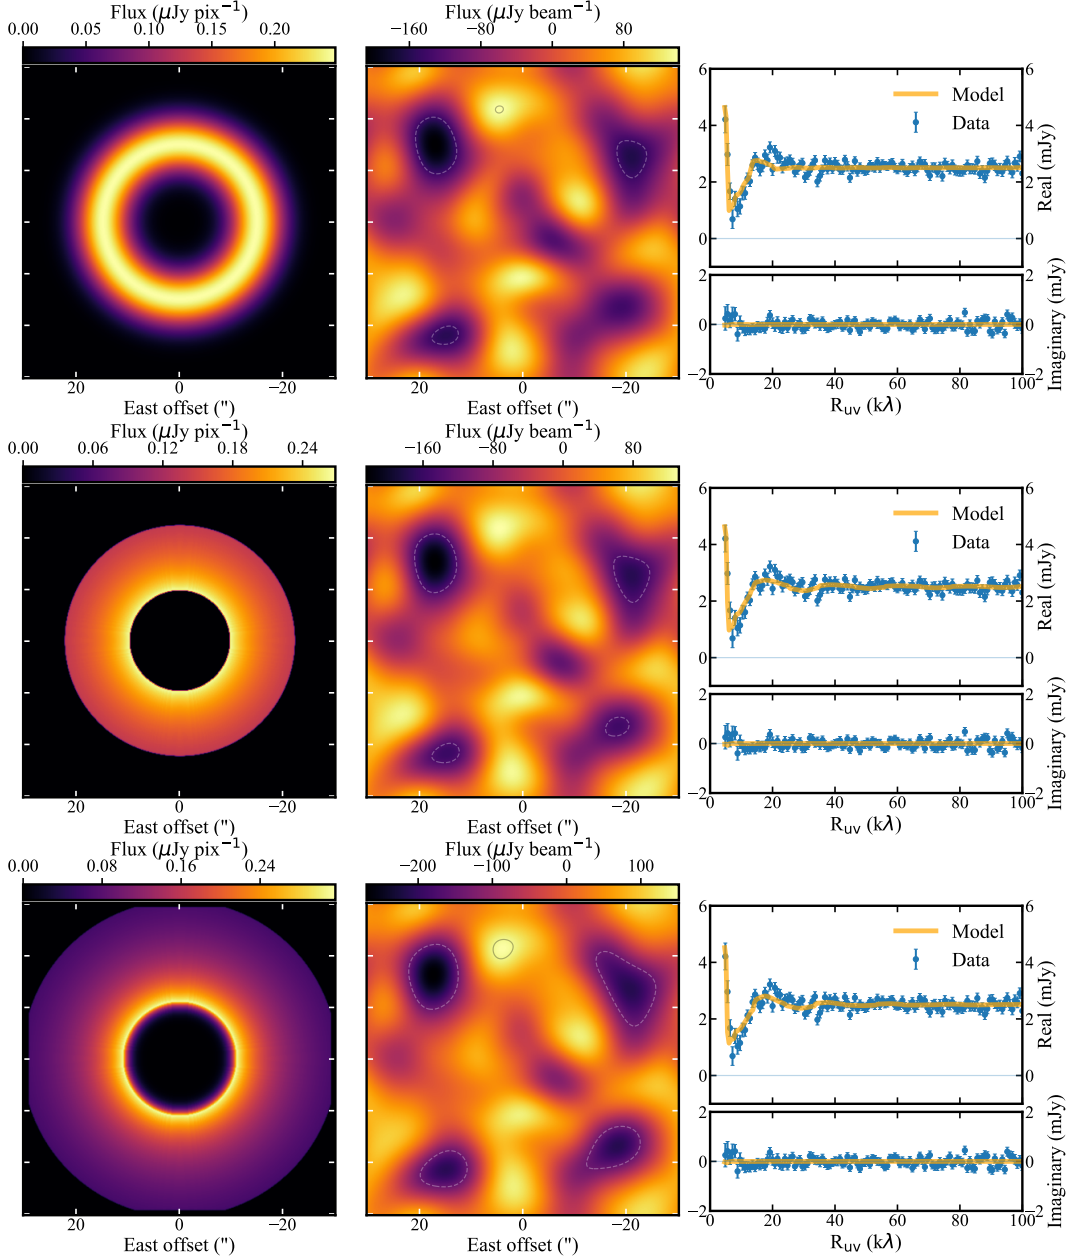 Flux (μJy pix⁻¹)
0.00 0.05 0.10 0.15 0.20
20 0 −20
East offset (")
Flux (μJy beam⁻¹)
−160 −80 0 80
20 0 −20
East offset (")
6 6
4 4
2 2
0 0
Model
Data
Real (mJy)
2 2
0 0
−2 −2
Imaginary (mJy)
0 20 40 60 80 100
Ruv (kλ)
Flux (μJy pix⁻¹)
0.00 0.06 0.12 0.18 0.24
20 0 −20
East offset (")
Flux (μJy beam⁻¹)
−160 −80 0 80
20 0 −20
East offset (")
6 6
4 4
2 2
0 0
Model
Data
Real (mJy)
2 2
0 0
−2 −2
Imaginary (mJy)
0 20 40 60 80 100
Ruv (kλ)
Flux (μJy pix⁻¹)
0.00 0.08 0.16 0.24
20 0 −20
East offset (")
Flux (μJy beam⁻¹)
−200 −100 0 100
20 0 −20
East offset (")
6 6
4 4
2 2
0 0
Model
Data
Real (mJy)
2 2
0 0
−2 −2
Imaginary (mJy)
0 20 40 60 80 100
Ruv (kλ)